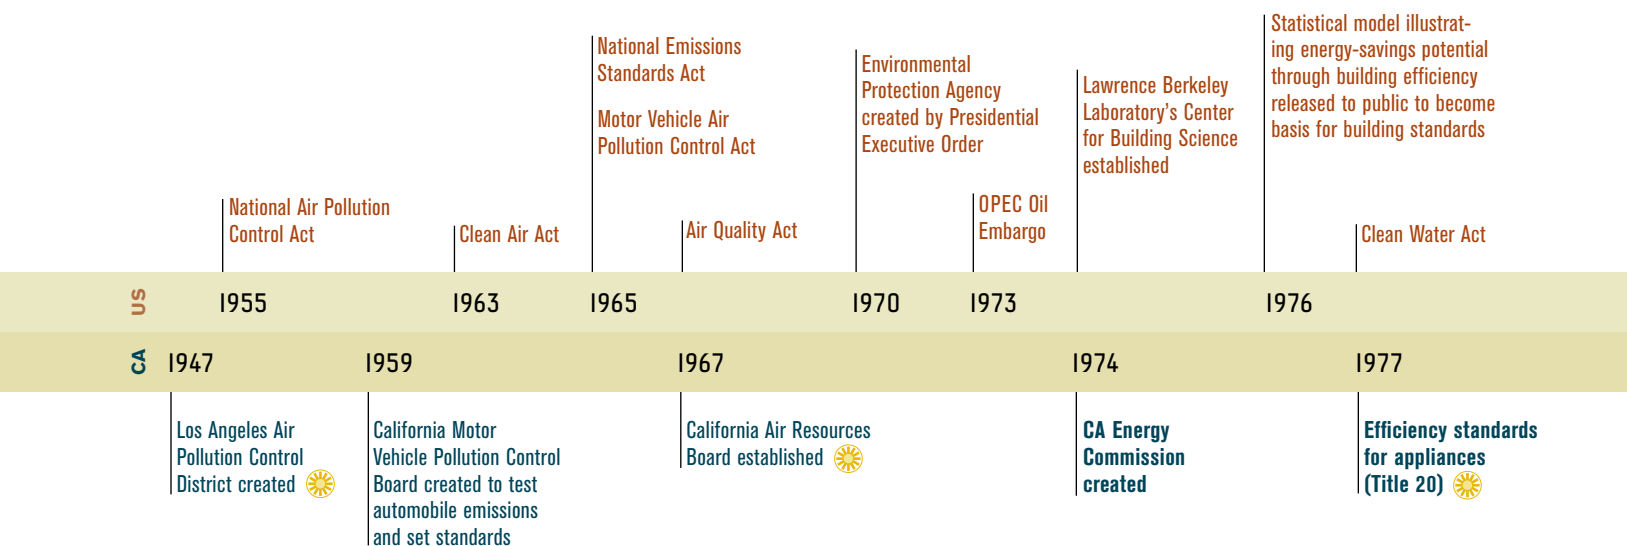 National Air Pollution
Control Act
Clean Air Act
National Emissions
Standards Act
Motor Vehicle Air
Pollution Control Act
Air Quality Act
Environmental
Protection Agency
created by Presidential
Executive Order
OPEC Oil
Embargo
Lawrence Berkeley
Laboratory's Center
for Building Science
established
Statistical model illustrat-
ing energy-savings potential
through building efficiency
released to public to become
basis for building standards
Clean Water Act
US
1955
1963
1965
1970
1973
1976
CA
1947
1959
1967
1974
1977
Los Angeles Air
Pollution Control
District created
California Motor
Vehicle Pollution Control
Board created to test
automobile emissions
and set standards
California Air Resources
Board established
CA Energy
Commission
created
Efficiency standards
for appliances
(Title 20)